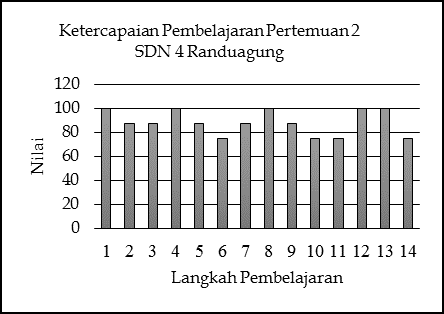 Ketercapaian Pembelajaran Pertemuan 2
SDN 4 Randuagung
120
100
80
60
40
20
0
Nilai
1 2 3 4 5 6 7 8 9 10 11 12 13 14
Langkah Pembelajaran